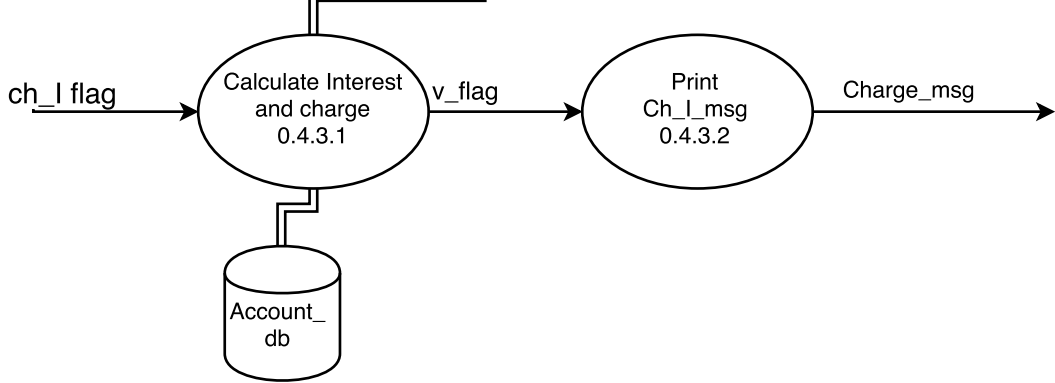 ch_I flag
Calculate Interest
and charge
0.4.3.1
v_flag
Print
Ch_I_msg
0.4.3.2
Charge_msg
Account_
db